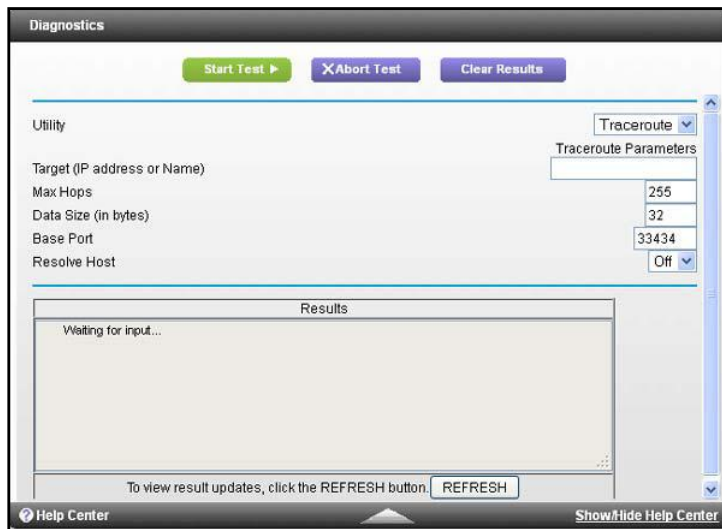 Diagnostics
Start Test
XAbort Test
Clear Results
Utility
Traceroute
Traceroute Parameters
Target (IP address or Name)
Max Hops
255
Data Size (in bytes)
32
Base Port
33434
Resolve Host
Off
Results
Waiting for input...
To view result updates, click the REFRESH button. REFRESH
Help Center
Show/Hide Help Center